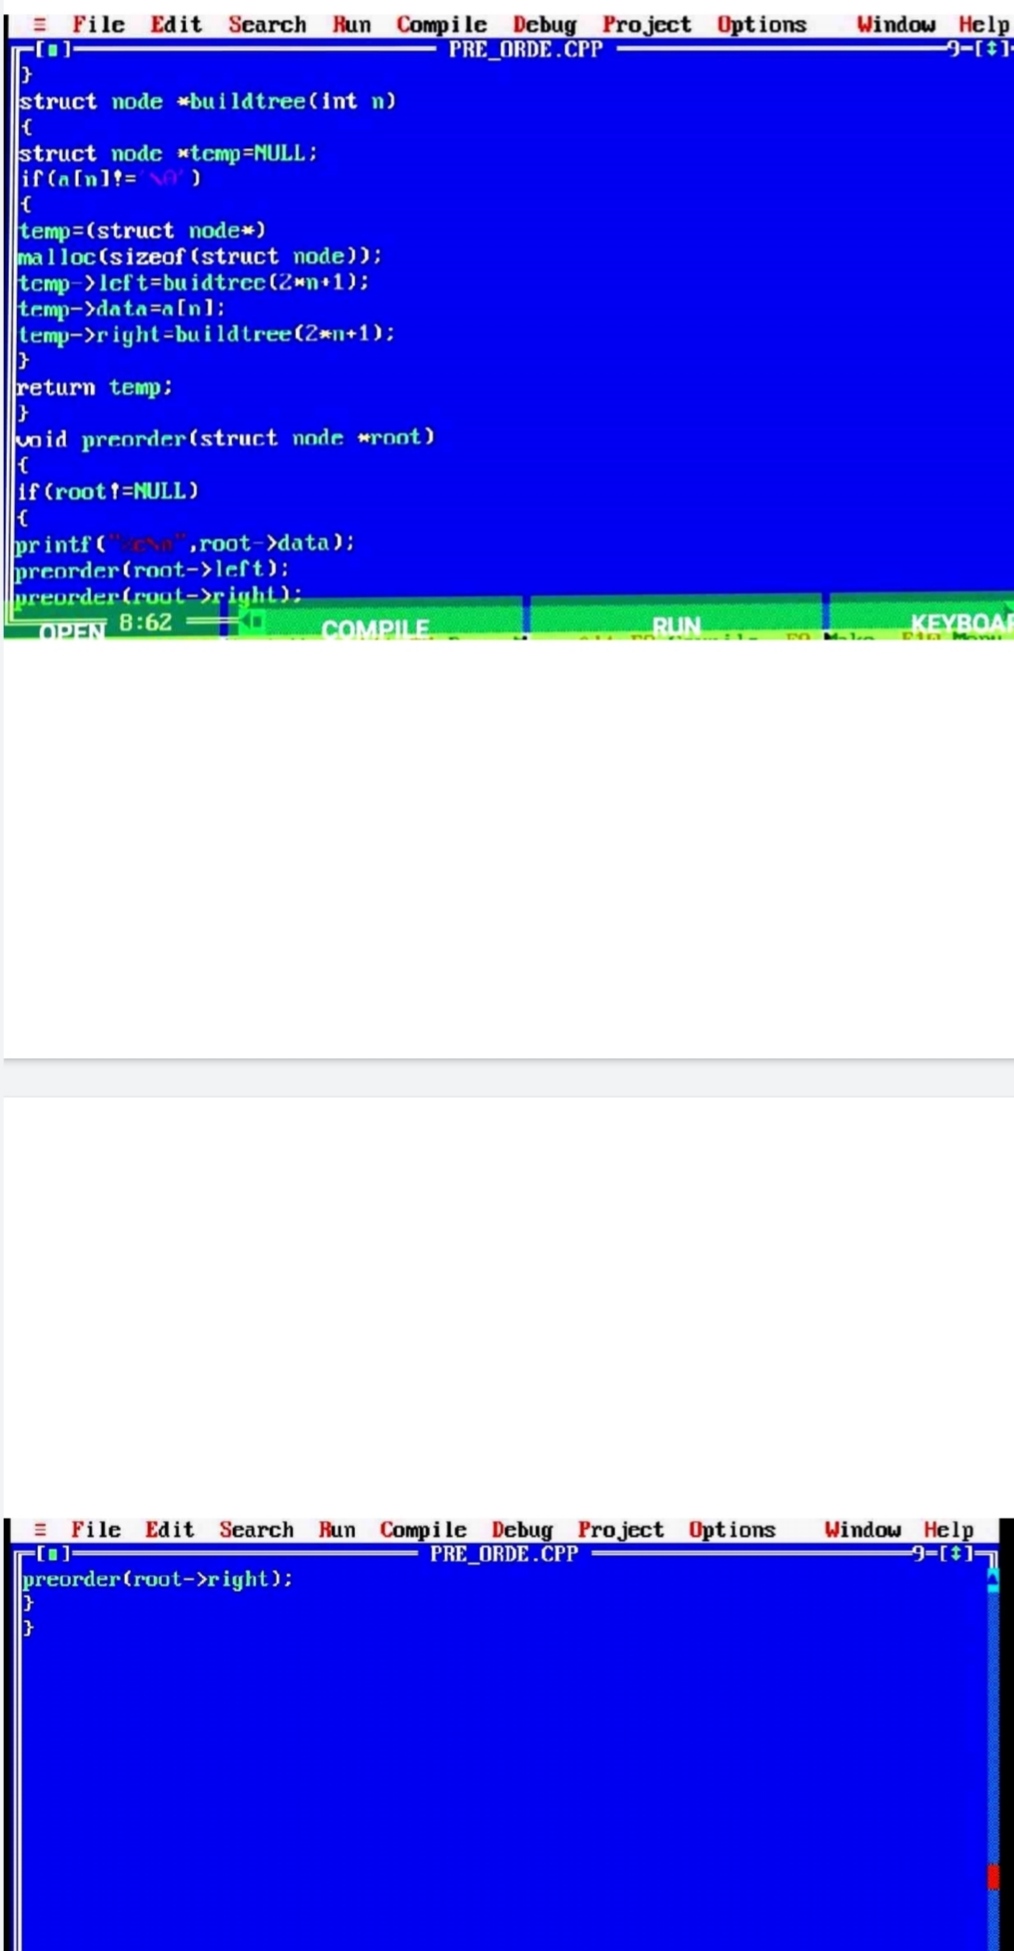 ≡ File Edit Search Run Compile Debug Project Options Window Help
[■] PRE_ORDE.CPP 9-[↕]
}
struct node *buildtree(int n)
{
struct node *temp=NULL;
if(a[n]!='\0')
{
temp=(struct node*)
malloc(sizeof(struct node));
temp->left=buidtree(2*n+1);
temp->data=a[n];
temp->right=buildtree(2*n+1);
}
return temp;
}
void preorder(struct node *root)
{
if(root!=NULL)
{
printf("%c\n",root->data);
preorder(root->left);
preorder(root->right);
OPEN 8:62 COMPILE RUN
≡ File Edit Search Run Compile Debug Project Options Window Help
[■] PRE_ORDE.CPP 9-[↕]
preorder(root->right);
}
}